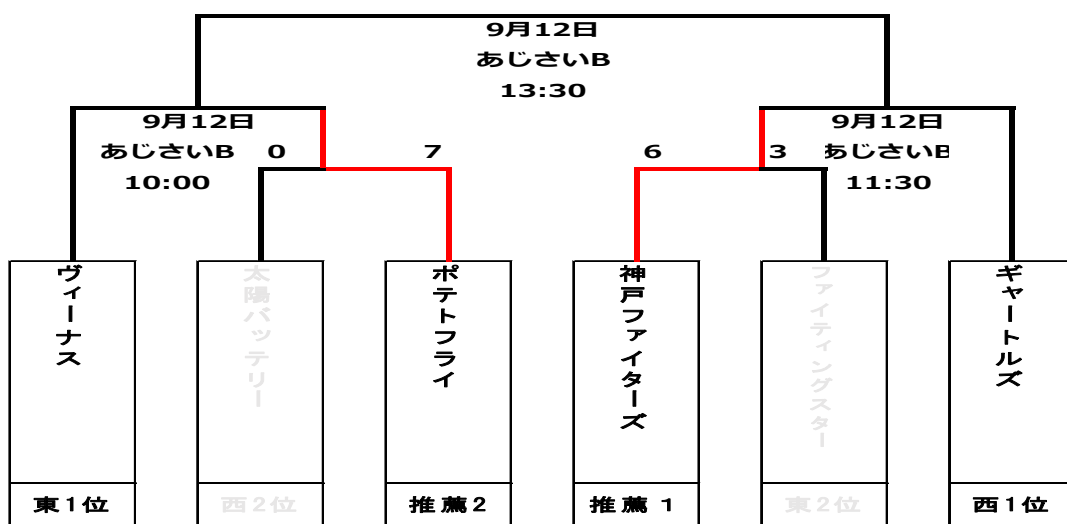 9月12日
あじさいB
13:30
9月12日
あじさいB
10:00
0
7
6
3
9月12日
あじさいB
11:30
ヴィーナス
太陽バッテリー
ポテトフライ
神戸ファイターズ
ファイティングスター
ギャートルズ
東1位
西2位
推薦2
推薦 1
東2位
西1位